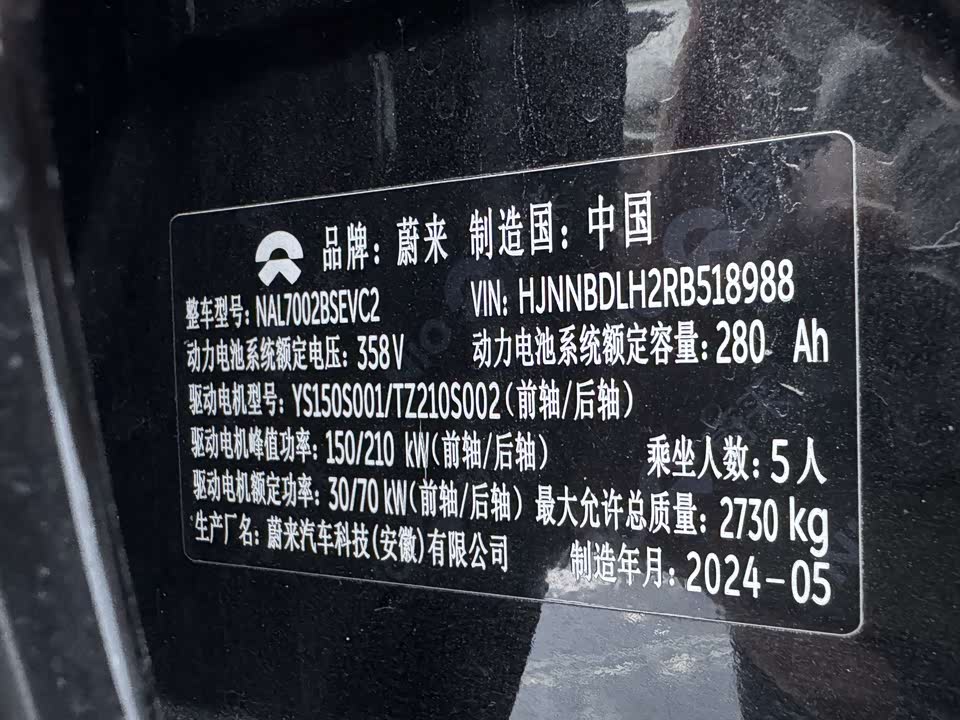 品牌：蔚来 制造国：中国
整车型号：NAL7002BSEVC2 VIN：HJNNBDLH2RB518988
动力电池系统额定电压：358V 动力电池系统额定容量：280 Ah
驱动电机型号：YS150S001/TZ210S002（前轴/后轴）
驱动电机峰值功率：150/210 kW（前轴/后轴） 乘坐人数：5人
驱动电机额定功率：30/70kW（前轴/后轴） 最大允许总质量：2730kg
生产厂名：蔚来汽车科技（安徽）有限公司 制造年月：2024-05